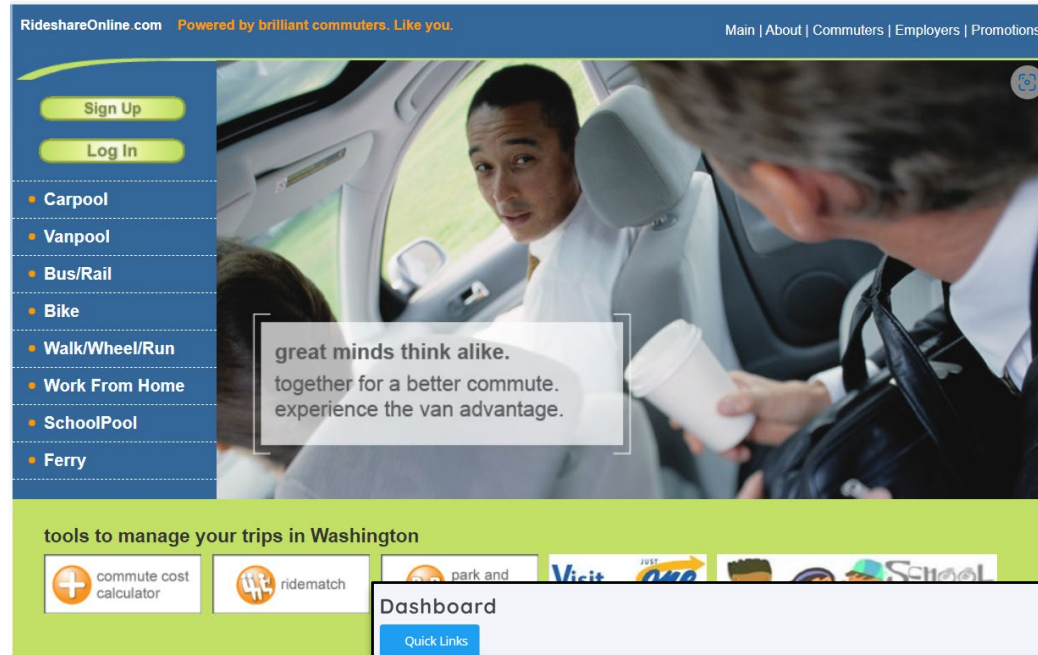 RideshareOnline.com Powered by brilliant commuters. Like you.
Main | About | Commuters | Employers | Promotions
Sign Up
Log In
Carpool
Vanpool
Bus/Rail
Bike
Walk/Wheel/Run
Work From Home
SchoolPool
Ferry
great minds think alike.
together for a better commute.
experience the van advantage.
tools to manage your trips in Washington
commute cost
calculator
ridematch
park and
Visit
JUST
one
SCHOOL
Dashboard
Quick Links